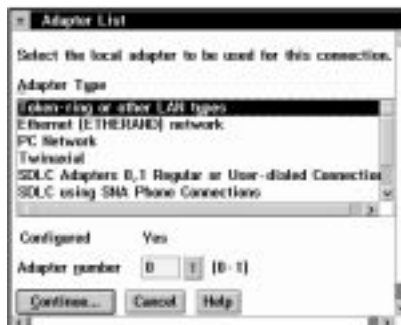 Adapter List
Select the local adapter to be used for this connection.
Adapter Type
Token-ring or other LAN types
Ethernet (ETHERAND) network
PC Network
Twinaxial
SDLC Adapters 0,1 Regular or User-dialed Connection
SDLC using SNA Phone Connections
Configured Yes
Adapter number 0 (0-1)
Continue... Cancel Help